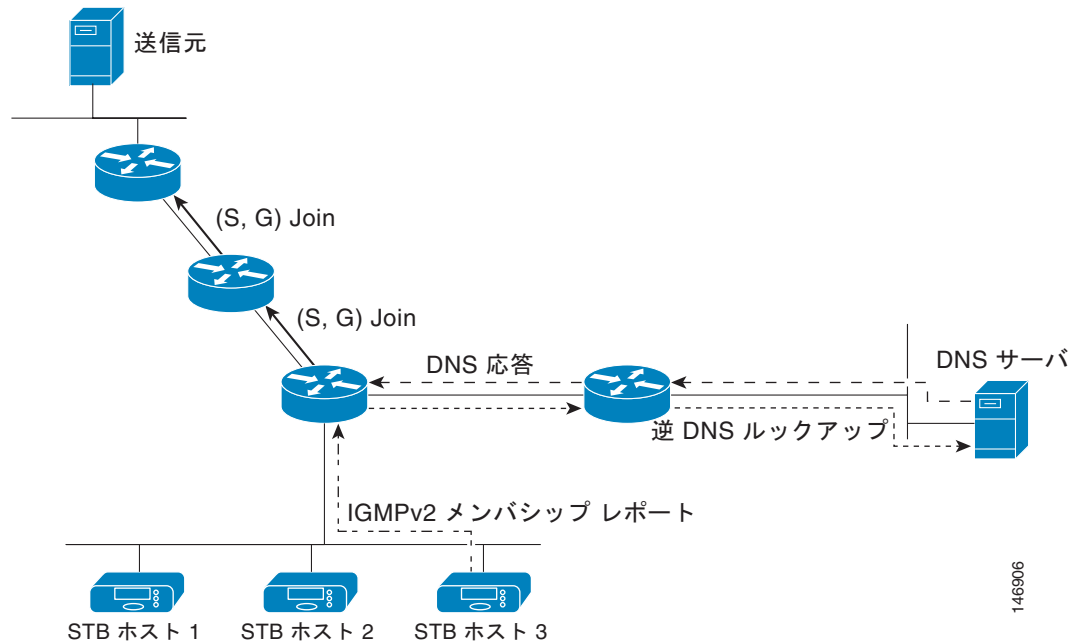 送信元
(S, G) Join
(S, G) Join
DNS 応答
DNS サーバ
逆 DNS ルックアップ
IGMPv2 メンバシップ レポート
STB ホスト 1
STB ホスト 2
STB ホスト 3
146906